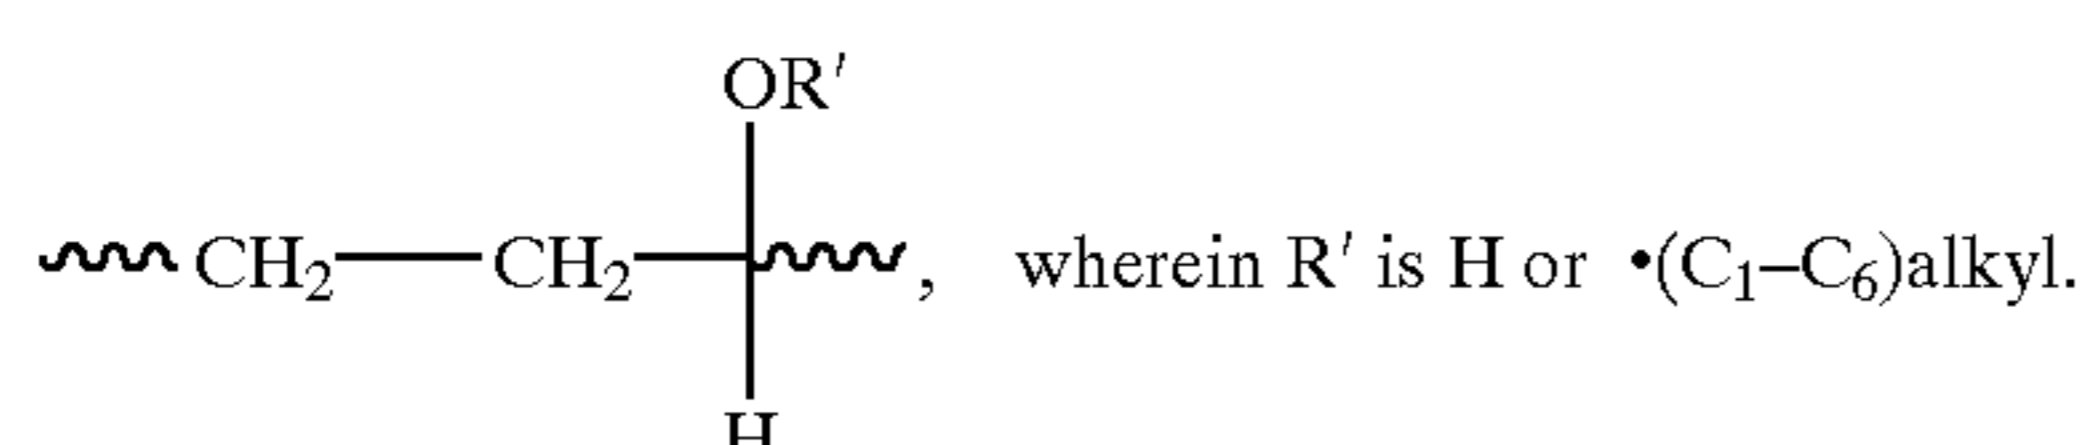 OR′
CH₂ CH₂ , wherein R′ is H or •(C₁–C₆)alkyl.
H